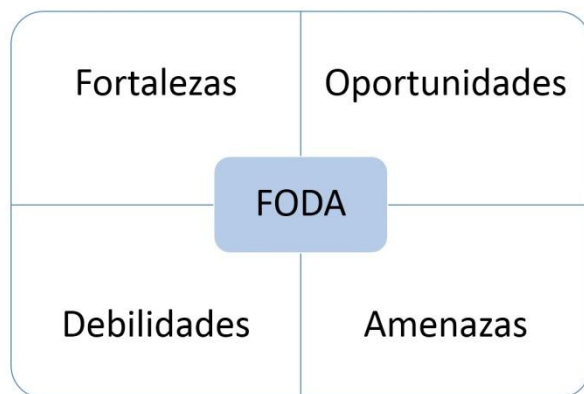 Fortalezas
Oportunidades
FODA
Debilidades
Amenazas